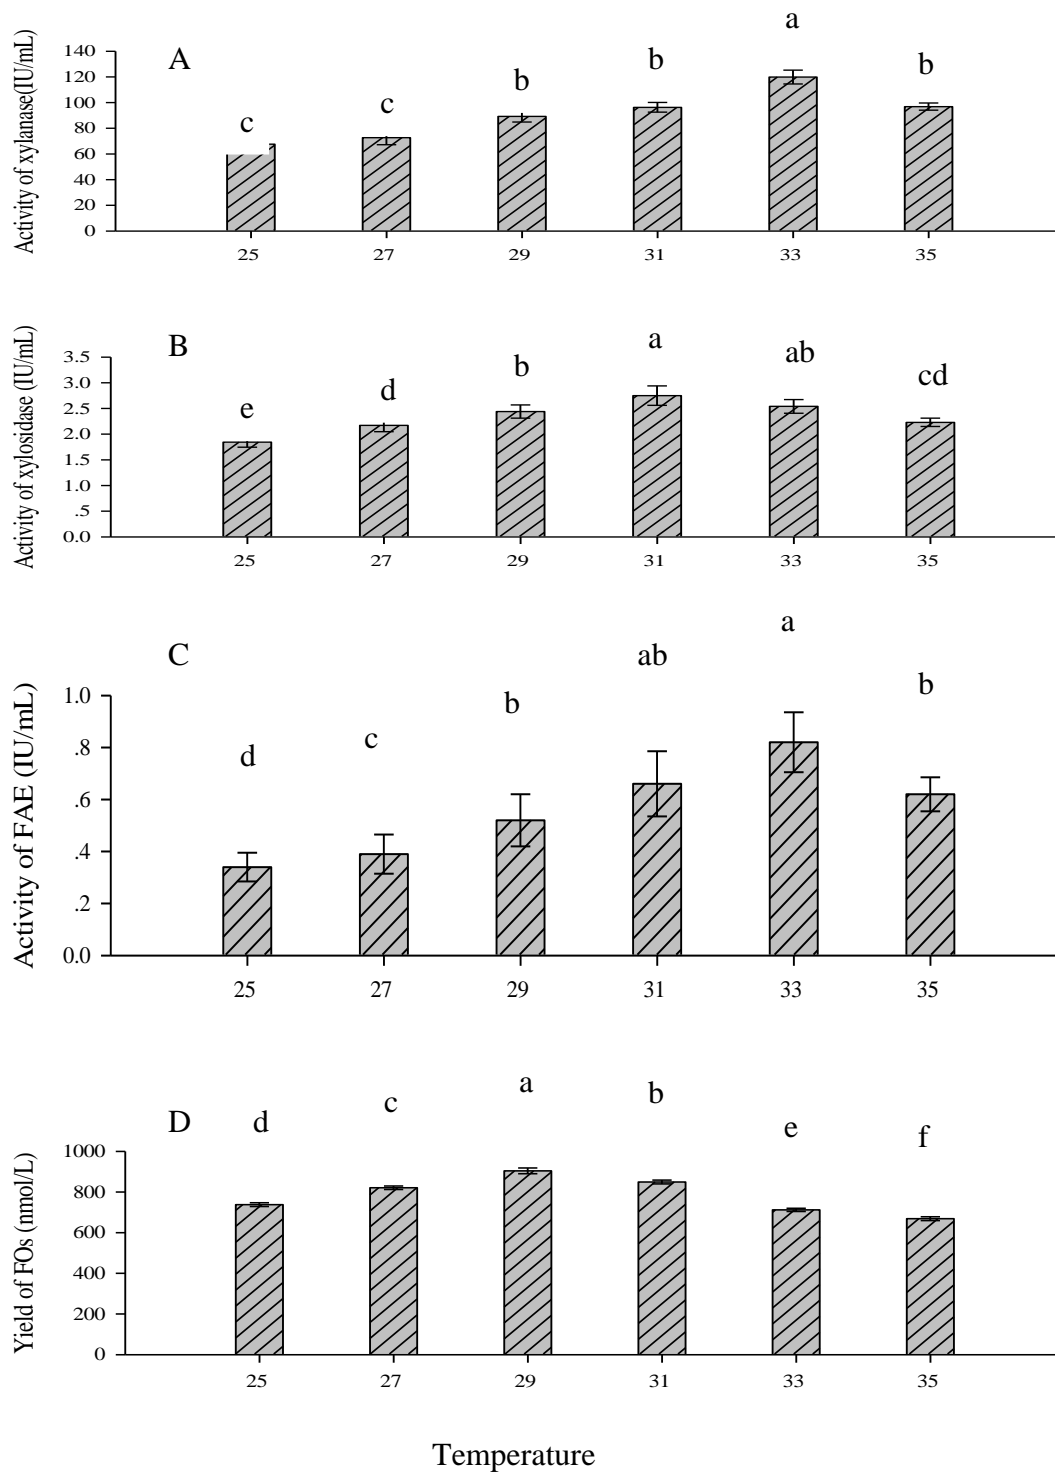 A
Activity of xylanase(IU/mL)
140
120
100
80
60
40
20
0
c
c
b
b
a
b
25 27 29 31 33 35
B
Activity of xylosidase (IU/mL)
3.5
3.0
2.5
2.0
1.5
1.0
.5
0.0
e
d
b
a
ab
cd
25 27 29 31 33 35
C
Activity of FAE (IU/mL)
1.0
.8
.6
.4
.2
0.0
d
c
b
ab
a
b
25 27 29 31 33 35
D
Yield of FOs (nmol/L)
1000
800
600
400
200
0
d
c
a
b
e
f
25 27 29 31 33 35
Temperature